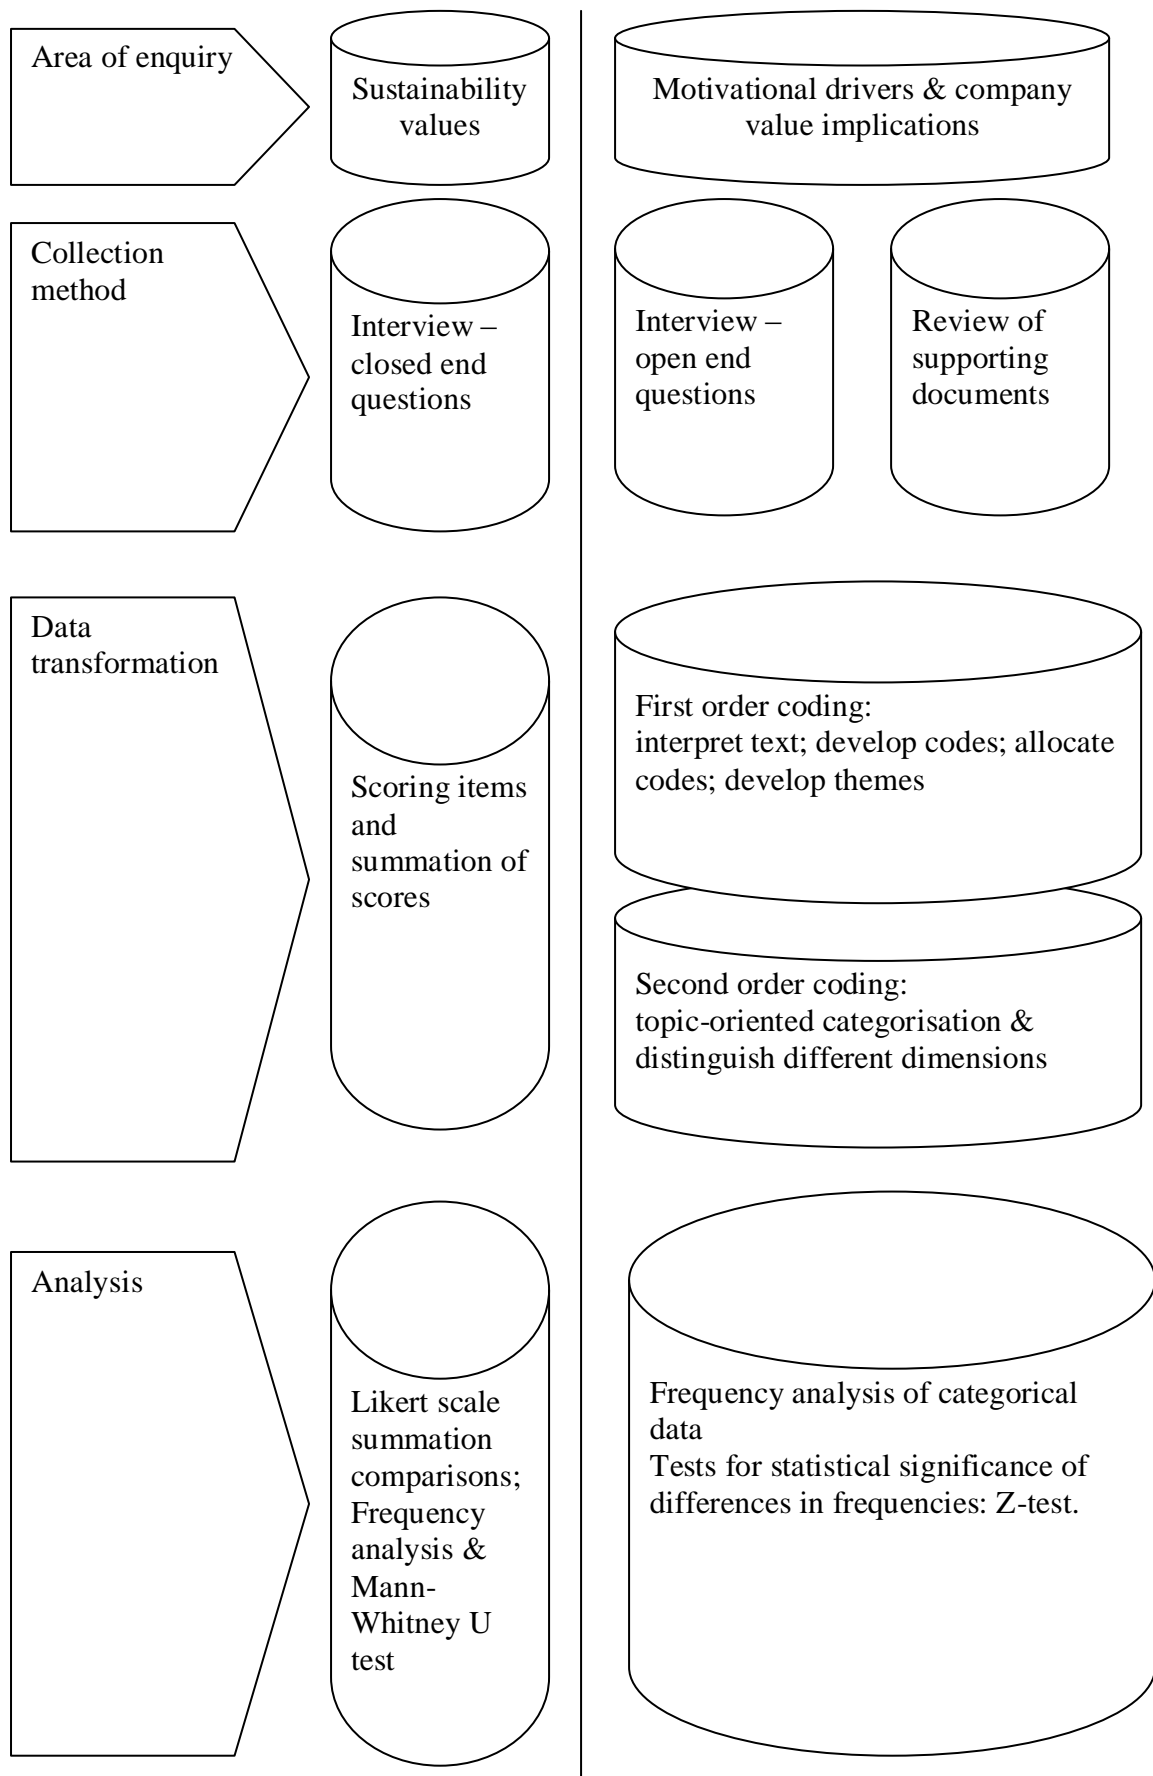 Area of enquiry
Sustainability
values
Motivational drivers & company
value implications
Collection
method
Interview –
closed end
questions
Interview –
open end
questions
Review of
supporting
documents
Data
transformation
Scoring items
and
summation of
scores
First order coding:
interpret text; develop codes; allocate
codes; develop themes
Second order coding:
topic-oriented categorisation &
distinguish different dimensions
Analysis
Likert scale
summation
comparisons;
Frequency
analysis &
Mann-
Whitney U
test
Frequency analysis of categorical
data
Tests for statistical significance of
differences in frequencies: Z-test.